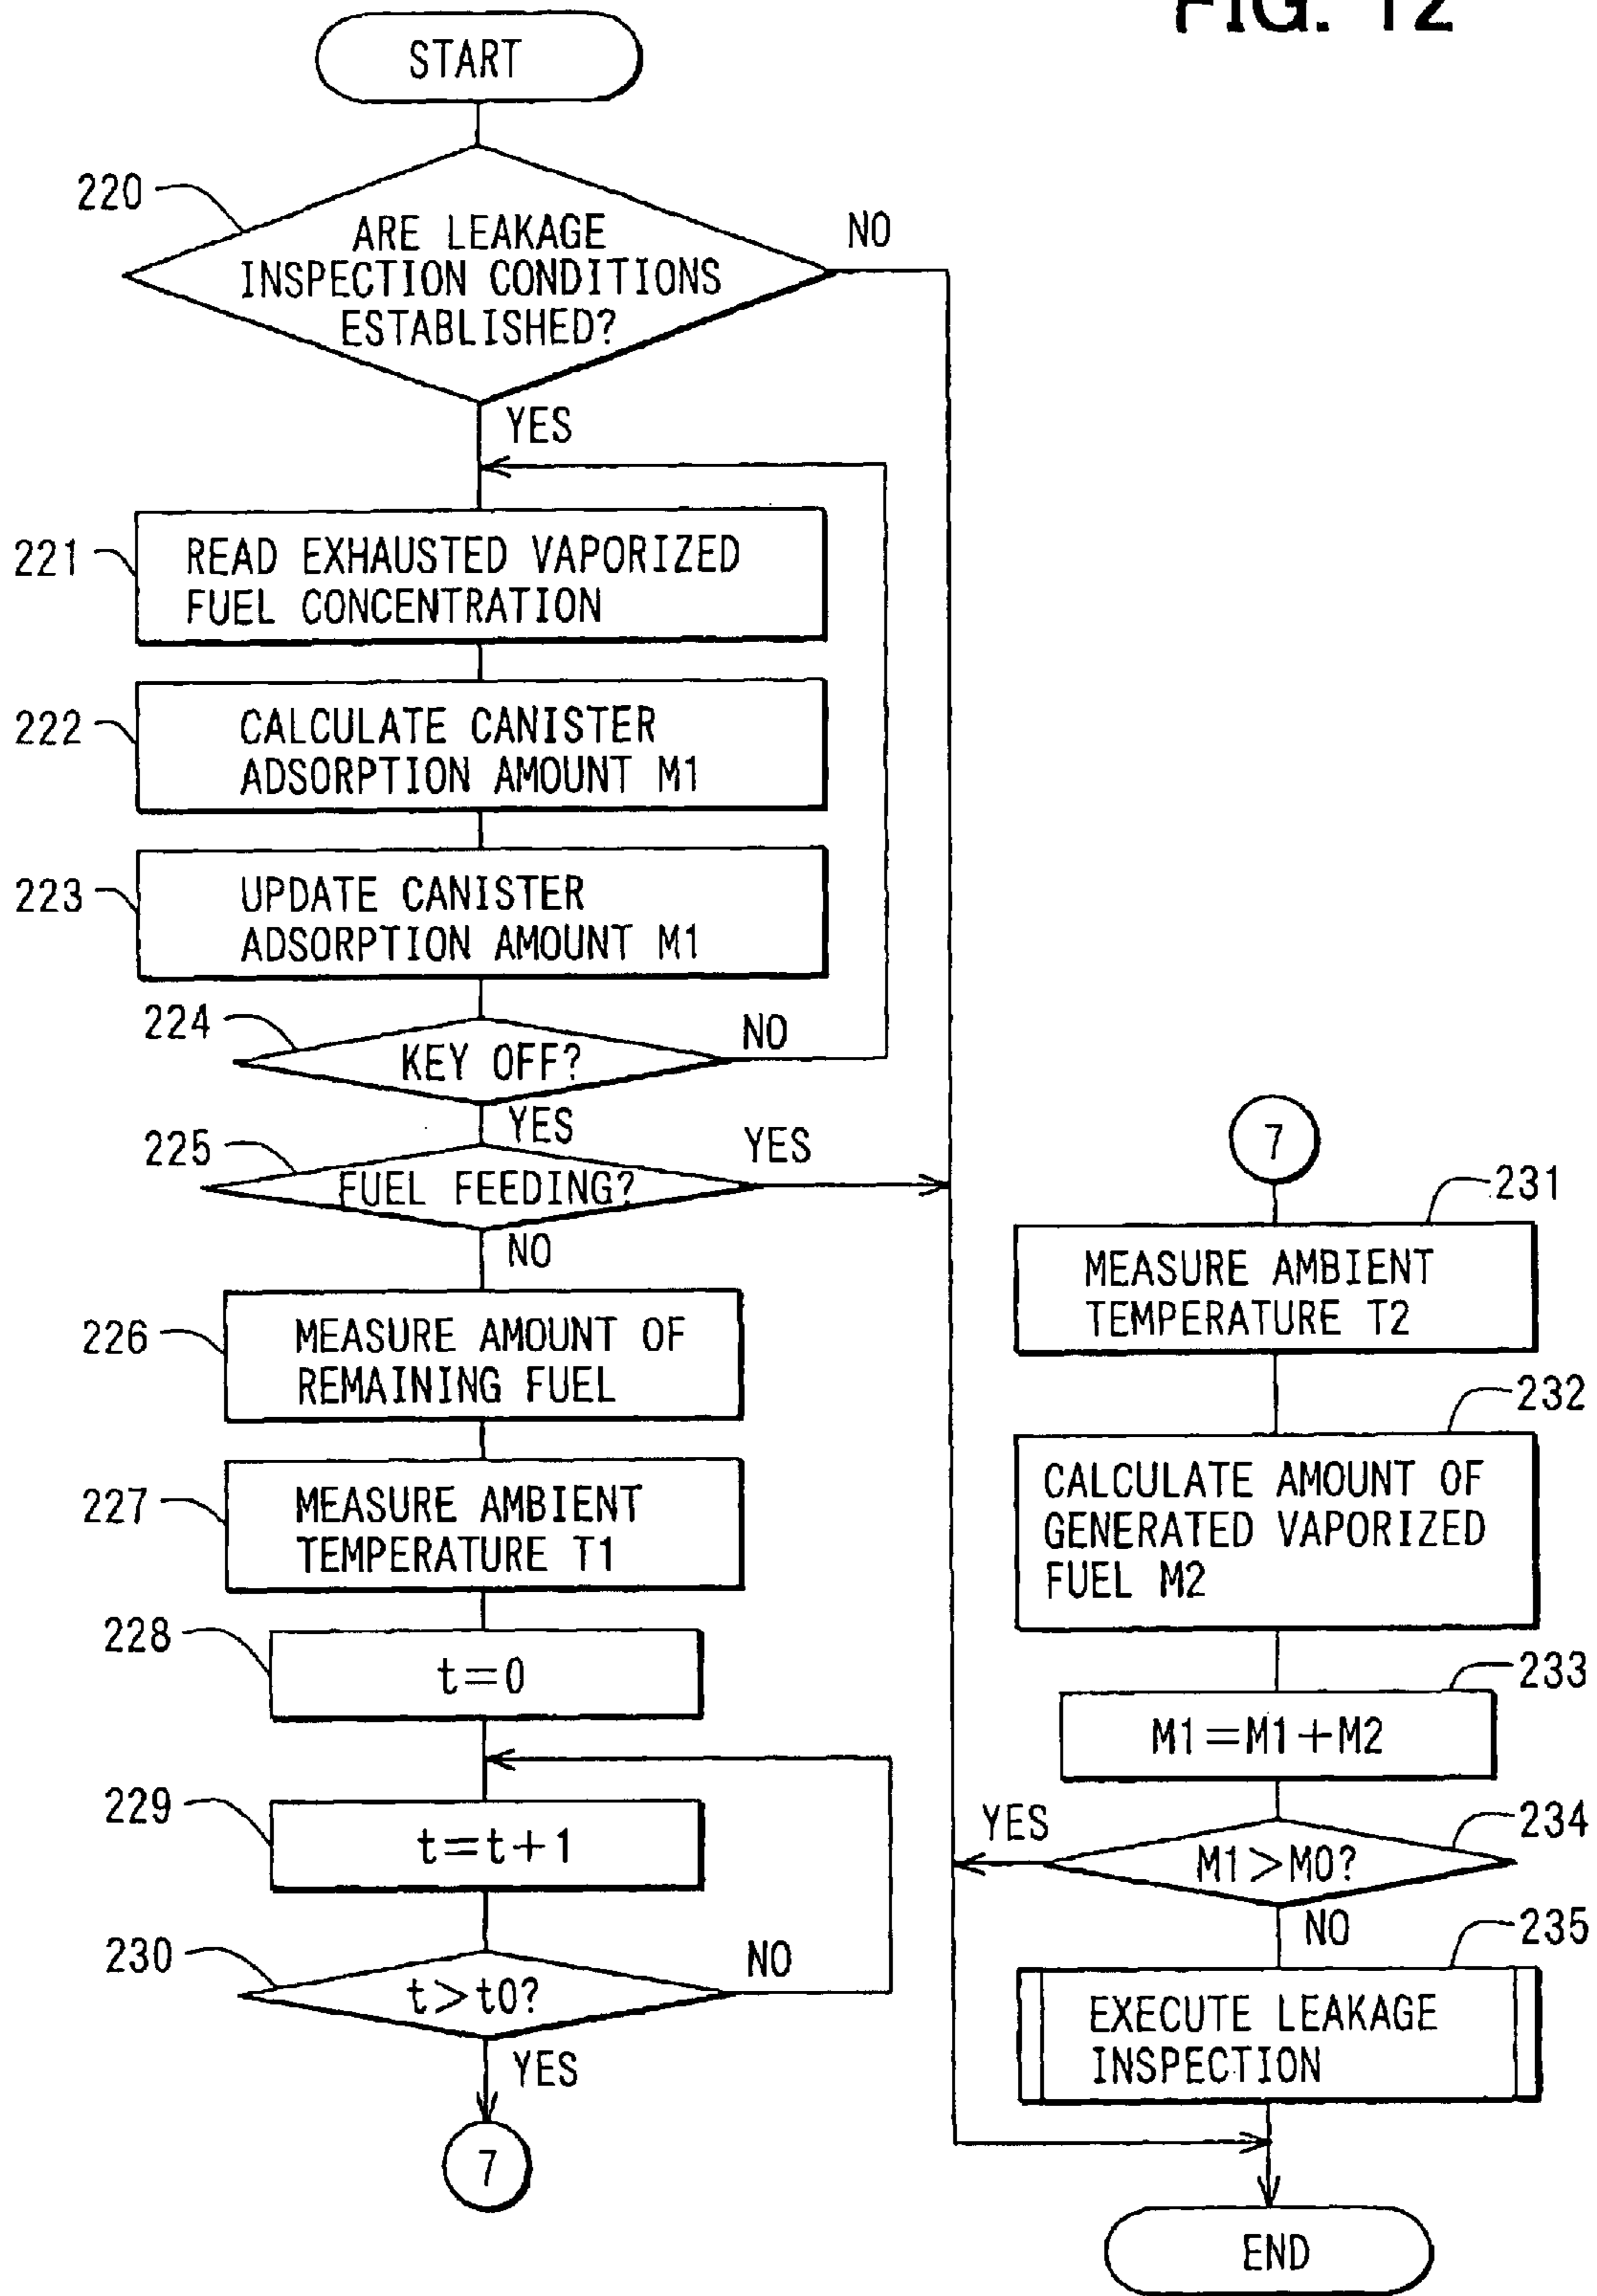 FIG. 12
START
220
ARE LEAKAGE
INSPECTION CONDITIONS
ESTABLISHED?
NO
YES
221
READ EXHAUSTED VAPORIZED
FUEL CONCENTRATION
222
CALCULATE CANISTER
ADSORPTION AMOUNT M1
223
UPDATE CANISTER
ADSORPTION AMOUNT M1
224
KEY OFF?
NO
YES
225
FUEL FEEDING?
YES
NO
226
MEASURE AMOUNT OF
REMAINING FUEL
227
MEASURE AMBIENT
TEMPERATURE T1
228
t=0
229
t=t+1
230
t>t0?
NO
YES
7
7
231
MEASURE AMBIENT
TEMPERATURE T2
232
CALCULATE AMOUNT OF
GENERATED VAPORIZED
FUEL M2
233
M1=M1+M2
234
M1>M0?
YES
NO
235
EXECUTE LEAKAGE
INSPECTION
END